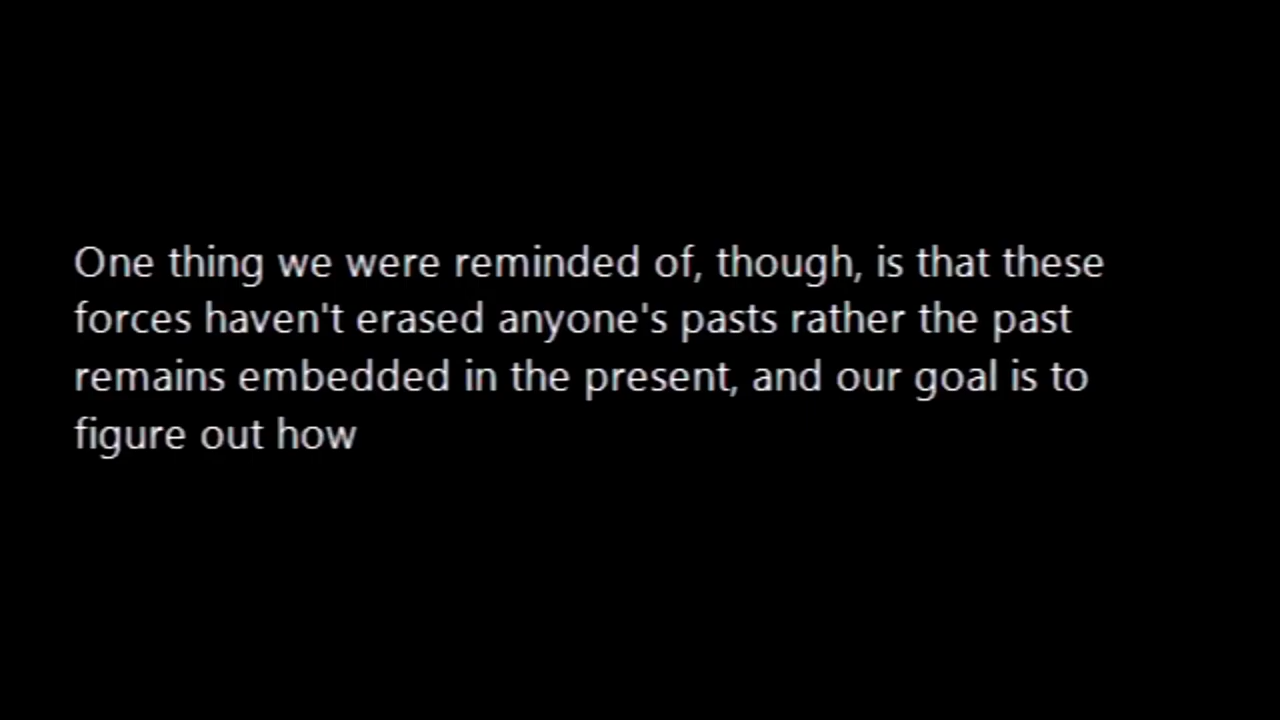 One thing we were reminded of, though, is that these
forces haven't erased anyone's pasts rather the past
remains embedded in the present, and our goal is to
figure out how